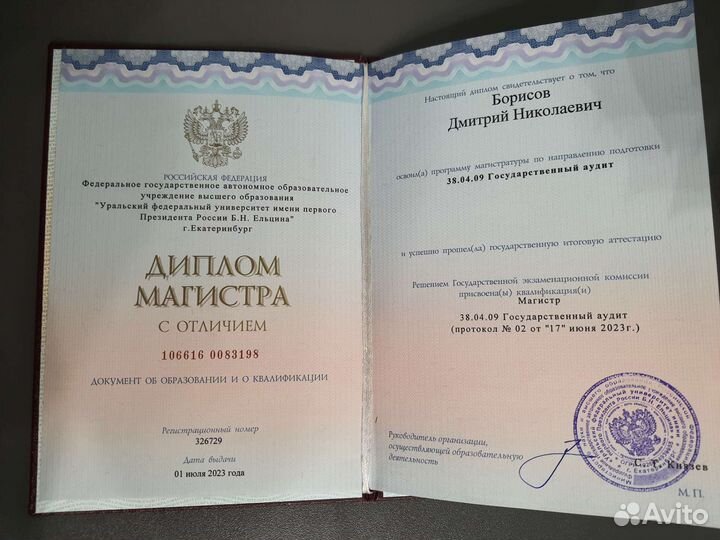 РОССИЙСКАЯ ФЕДЕРАЦИЯ
Федеральное государственное автономное образовательное
учреждение высшего образования
"Уральский федеральный университет имени первого
Президента России Б.Н. Ельцина"
г.Екатеринбург
ДИПЛОМ
МАГИСТРА
С ОТЛИЧИЕМ
106616 0083198
ДОКУМЕНТ ОБ ОБРАЗОВАНИИ И О КВАЛИФИКАЦИИ
Регистрационный номер
326729
Дата выдачи
01 июля 2023 года
Настоящий диплом свидетельствует о том, что
Борисов
Дмитрий Николаевич
освоил(а) программу магистратуры по направлению подготовки
38.04.09 Государственный аудит
и успешно прошел(ла) государственную итоговую аттестацию
Решением Государственной экзаменационной комиссии
присвоена(ы) квалификация(и)
Магистр
38.04.09 Государственный аудит
(протокол № 02 от "17" июня 2023г.)
Руководитель организации,
осуществляющей образовательную
деятельность
С. Т. Князев
М.П.
Avito